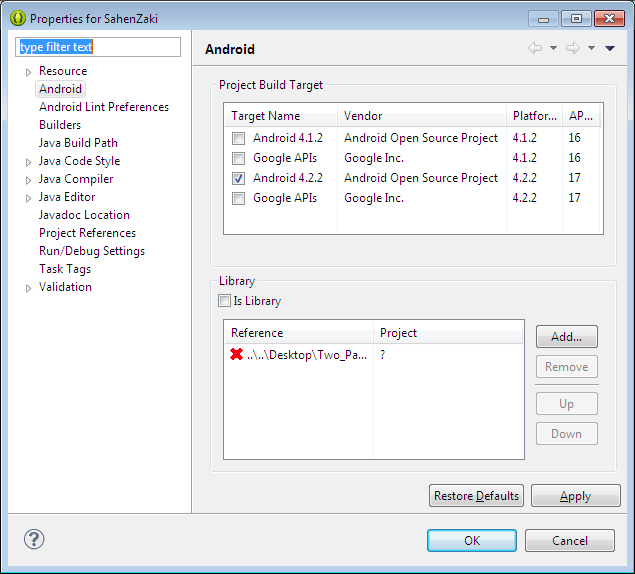 Properties for SahenZaki
type filter text
Resource
Android
Android Lint Preferences
Builders
Java Build Path
Java Code Style
Java Compiler
Java Editor
Javadoc Location
Project References
Run/Debug Settings
Task Tags
Validation
Android
Project Build Target
Target Name Vendor Platfor... AP...
Android 4.1.2 Android Open Source Project 4.1.2 16
Google APIs Google Inc. 4.1.2 16
Android 4.2.2 Android Open Source Project 4.2.2 17
Google APIs Google Inc. 4.2.2 17
Library
Is Library
Reference Project
..\..\Desktop\Two_Pa... ?
Add...
Remove
Up
Down
Restore Defaults Apply
? OK Cancel